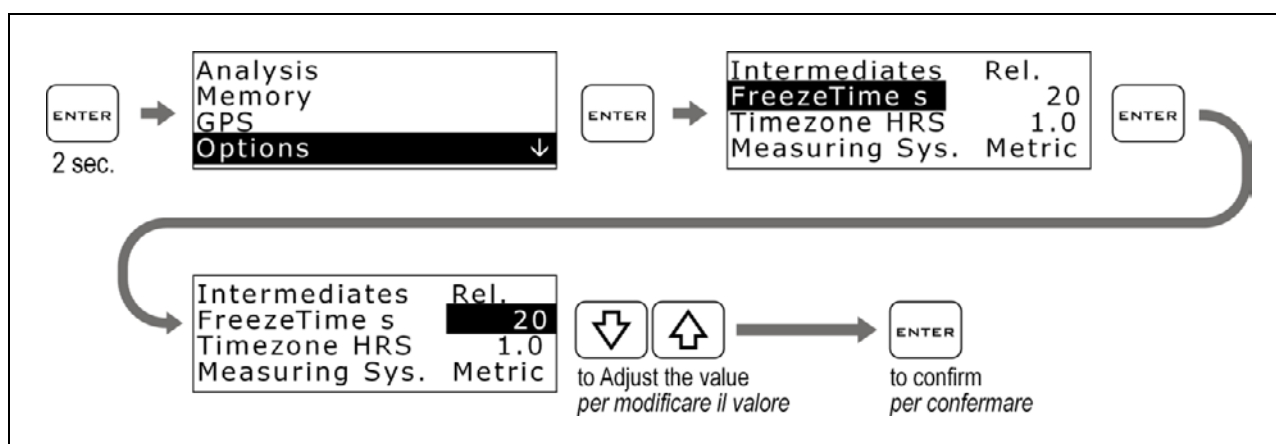 ENTER
2 sec.
Analysis
Memory
GPS
Options ↓
ENTER
Intermediates Rel.
FreezeTime s 20
Timezone HRS 1.0
Measuring Sys. Metric
ENTER
Intermediates Rel.
FreezeTime s 20
Timezone HRS 1.0
Measuring Sys. Metric
to Adjust the value
per modificare il valore
ENTER
to confirm
per confermare